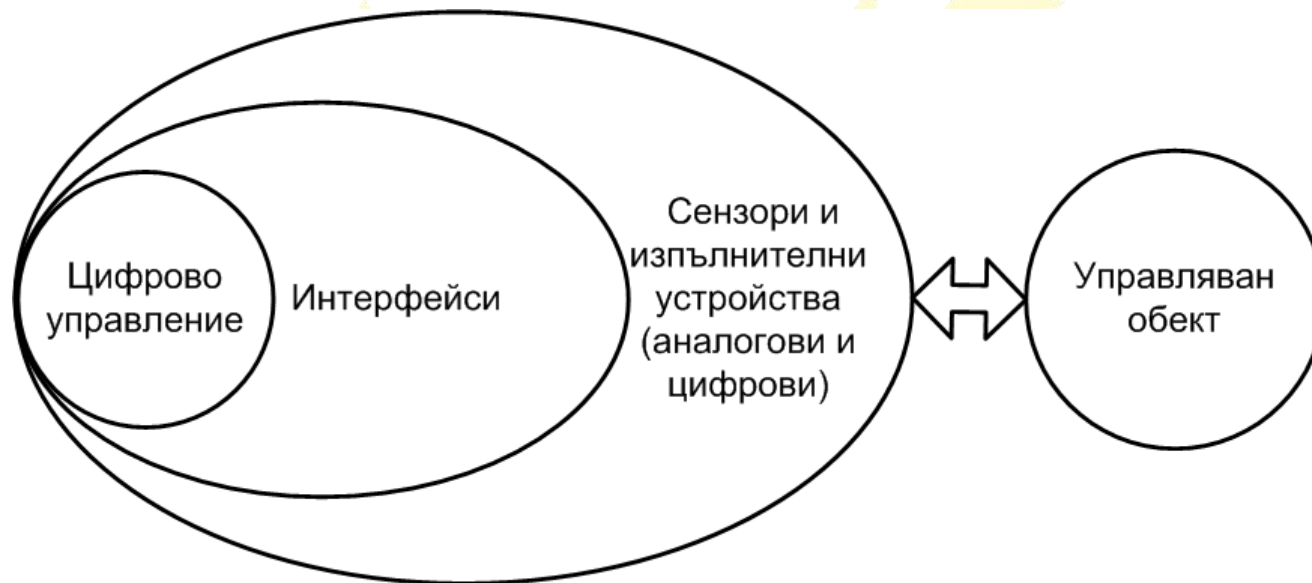 Цифрово
управление
Интерфейси
Сензори и
изпълнителни
устройства
(аналогови и
цифрови)
Управляван
обект